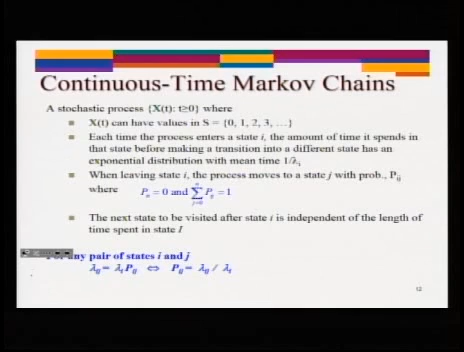 Continuous-Time Markov Chains
A stochastic process {X(t): t≥0} where
X(t) can have values in S = {0, 1, 2, 3, …}
Each time the process enters a state i, the amount of time it spends in
that state before making a transition into a different state has an
exponential distribution with mean time 1/λi
When leaving state i, the process moves to a state j with prob., Pij
where Pii = 0 and ∑ Pij = 1
The next state to be visited after state i is independent of the length of
time spent in state I
any pair of states i and j
λij = λi Pij ⇔ Pij = λij / λi
12